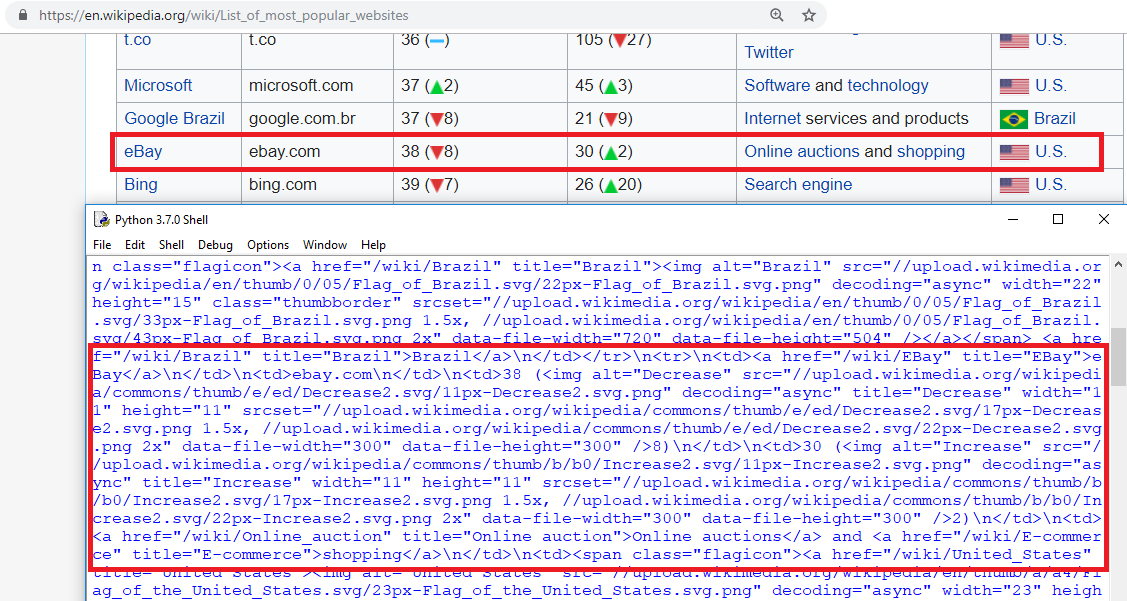 https://en.wikipedia.org/wiki/List_of_most_popular_websites
t.co t.co 36 (–) 105 (▼27) Twitter U.S.
Microsoft microsoft.com 37 (▲2) 45 (▲3) Software and technology U.S.
Google Brazil google.com.br 37 (▼8) 21 (▼9) Internet services and products Brazil
eBay ebay.com 38 (▼8) 30 (▲2) Online auctions and shopping U.S.
Bing bing.com 39 (▼7) 26 (▲20) Search engine U.S.
Python 3.7.0 Shell
File Edit Shell Debug Options Window Help
n class="flagicon"><a href="/wiki/Brazil" title="Brazil"><img alt="Brazil" src="//upload.wikimedia.or
g/wikipedia/en/thumb/0/05/Flag_of_Brazil.svg/22px-Flag_of_Brazil.svg.png" decoding="async" width="22"
height="15" class="thumbborder" srcset="//upload.wikimedia.org/wikipedia/en/thumb/0/05/Flag_of_Brazil
.svg/33px-Flag_of_Brazil.svg.png 1.5x, //upload.wikimedia.org/wikipedia/en/thumb/0/05/Flag_of_Brazil.
svg/43px-Flag_of_Brazil.svg.png 2x" data-file-width="720" data-file-height="504" /></a></span> <a hre
f="/wiki/Brazil" title="Brazil">Brazil</a>\n</td></tr>\n<tr>\n<td><a href="/wiki/EBay" title="EBay">e
Bay</a>\n</td>\n<td>ebay.com\n</td>\n<td>38 (<img alt="Decrease" src="//upload.wikimedia.org/wikipedi
a/commons/thumb/e/ed/Decrease2.svg/11px-Decrease2.svg.png" decoding="async" title="Decrease" width="1
1" height="11" srcset="//upload.wikimedia.org/wikipedia/commons/thumb/e/ed/Decrease2.svg/17px-Decreas
e2.svg.png 1.5x, //upload.wikimedia.org/wikipedia/commons/thumb/e/ed/Decrease2.svg/22px-Decrease2.svg
.png 2x" data-file-width="300" data-file-height="300" />8)\n</td>\n<td>30 (<img alt="Increase" src="/
/upload.wikimedia.org/wikipedia/commons/thumb/b/b0/Increase2.svg/11px-Increase2.svg.png" decoding="as
ync" title="Increase" width="11" height="11" srcset="//upload.wikimedia.org/wikipedia/commons/thumb/b
/b0/Increase2.svg/17px-Increase2.svg.png 1.5x, //upload.wikimedia.org/wikipedia/commons/thumb/b/b0/In
crease2.svg/22px-Increase2.svg.png 2x" data-file-width="300" data-file-height="300" />2)\n</td>\n<td>
<a href="/wiki/Online_auction" title="Online auction">Online auctions</a> and <a href="/wiki/E-commer
ce" title="E-commerce">shopping</a>\n</td>\n<td><span class="flagicon"><a href="/wiki/United_States"
title="United States"><img alt="United States" src="//upload.wikimedia.org/wikipedia/en/thumb/a/a4/Fl
ag_of_the_United_States.svg/23px-Flag_of_the_United_States.svg.png" decoding="async" width="23" heigh